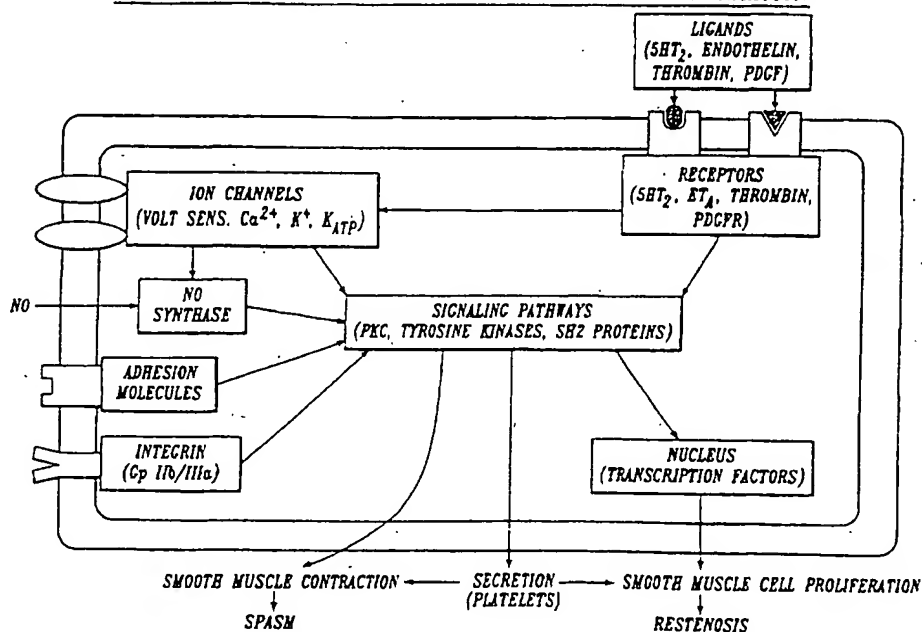 LIGANDS
(5HT2, ENDOTHELIN,
THROMBIN, PDGF)
ION CHANNELS
(VOLT SENS. Ca2+, K+, KATP)
RECEPTORS
(5HT2, ETA, THROMBIN,
PDGFR)
NO
NO
SYNTHASE
SIGNALING PATHWAYS
(PKC, TYROSINE KINASES, SH2 PROTEINS)
ADHESION
MOLECULES
INTEGRIN
(Gp IIb/IIIa)
NUCLEUS
(TRANSCRIPTION FACTORS)
SMOOTH MUSCLE CONTRACTION
SECRETION
(PLATELETS)
SMOOTH MUSCLE CELL PROLIFERATION
SPASM
RESTENOSIS